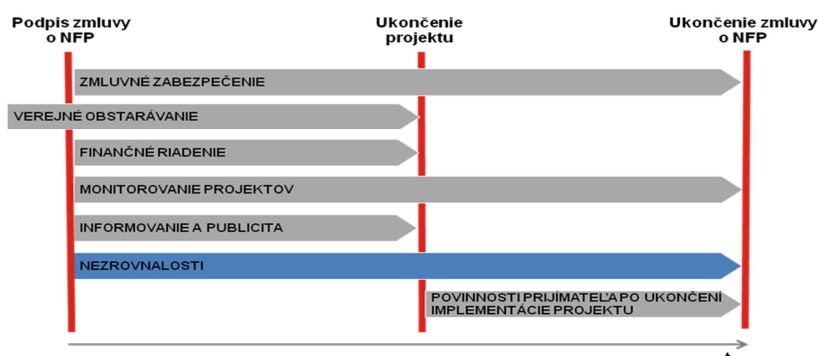 Podpis zmluvy
o NFP
Ukončenie
projektu
Ukončenie zmluvy
o NFP
ZMLUVNÉ ZABEZPEČENIE
VEREJNÉ OBSTARÁVANIE
FINANČNÉ RIADENIE
MONITOROVANIE PROJEKTOV
INFORMOVANIE A PUBLICITA
NEZROVNALOSTI
POVINNOSTI PRIJÍMATEĽA PO UKONČENÍ
IMPLEMENTÁCIE PROJEKTU
t